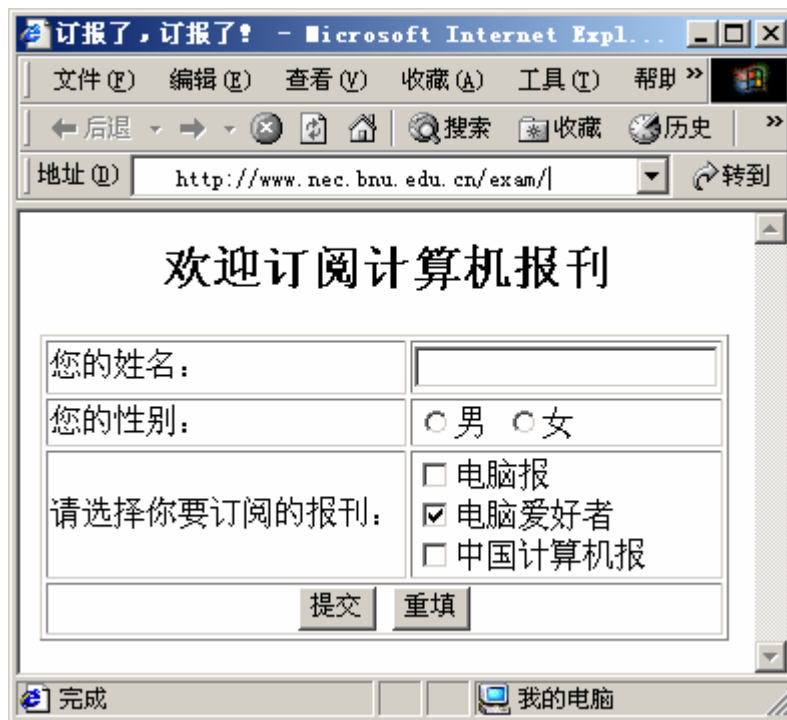 订报了，订报了！ - Microsoft Internet Expl...
文件(F) 编辑(E) 查看(V) 收藏(A) 工具(T) 帮助 »
后退 搜索 收藏 历史 »
地址(D) http://www.nec.bnu.edu.cn/exam/ 转到
欢迎订阅计算机报刊
您的姓名：
您的性别： 男 女
请选择你要订阅的报刊：
电脑报
电脑爱好者
中国计算机报
提交 重填
完成 我的电脑